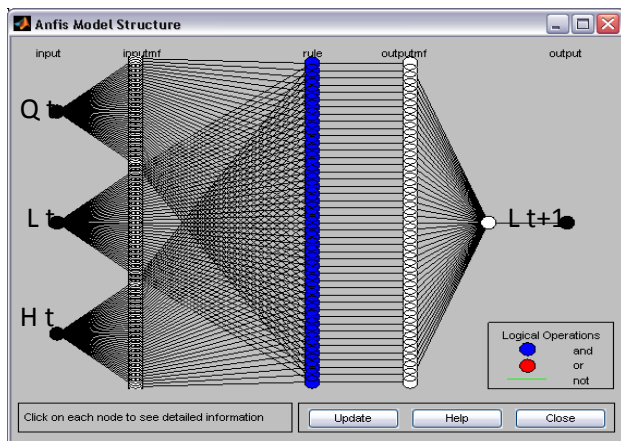 Anfis Model Structure
input inputmf rule outputmf output
Q t
L t
L t+1
H t
Logical Operations
and
or
not
Click on each node to see detailed information
Update Help Close